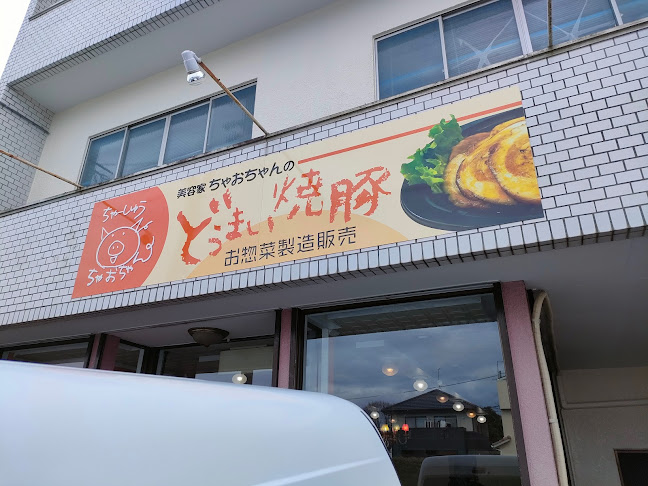 ちゃーしゅう
ちゃおちゃん
美容家 ちゃおちゃんの
どうまい焼豚
お惣菜製造販売